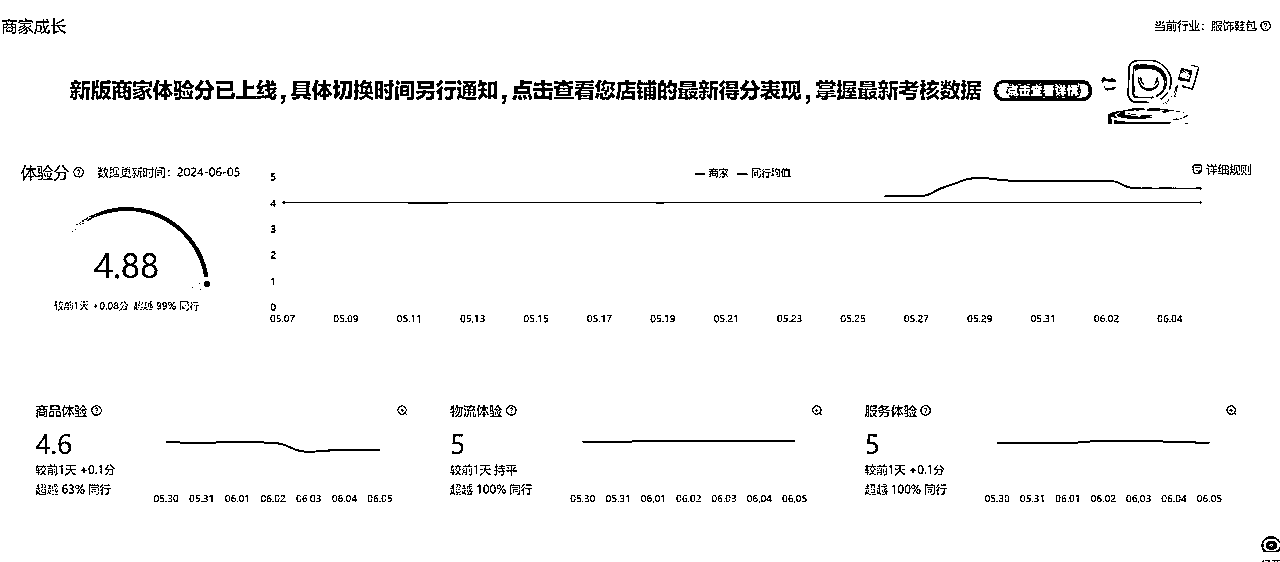 商家成长
当前行业：服饰鞋包
新版商家体验分已上线，具体切换时间另行通知，点击查看您店铺的最新得分表现，掌握最新考核数据 点击查看详情
体验分 数据更新时间：2024-06-05
商家 同行均值
详细规则
4.88
较前1天 +0.08分 超越 99% 同行
5
4
3
2
1
0
05.07 05.09 05.11 05.13 05.15 05.17 05.19 05.21 05.23 05.25 05.27 05.29 05.31 06.02 06.04
商品体验
4.6
较前1天 +0.1分
超越 63% 同行
05.30 05.31 06.01 06.02 06.03 06.04 06.05
物流体验
5
较前1天 持平
超越 100% 同行
05.30 05.31 06.01 06.02 06.03 06.04 06.05
服务体验
5
较前1天 +0.1分
超越 100% 同行
05.30 05.31 06.01 06.02 06.03 06.04 06.05